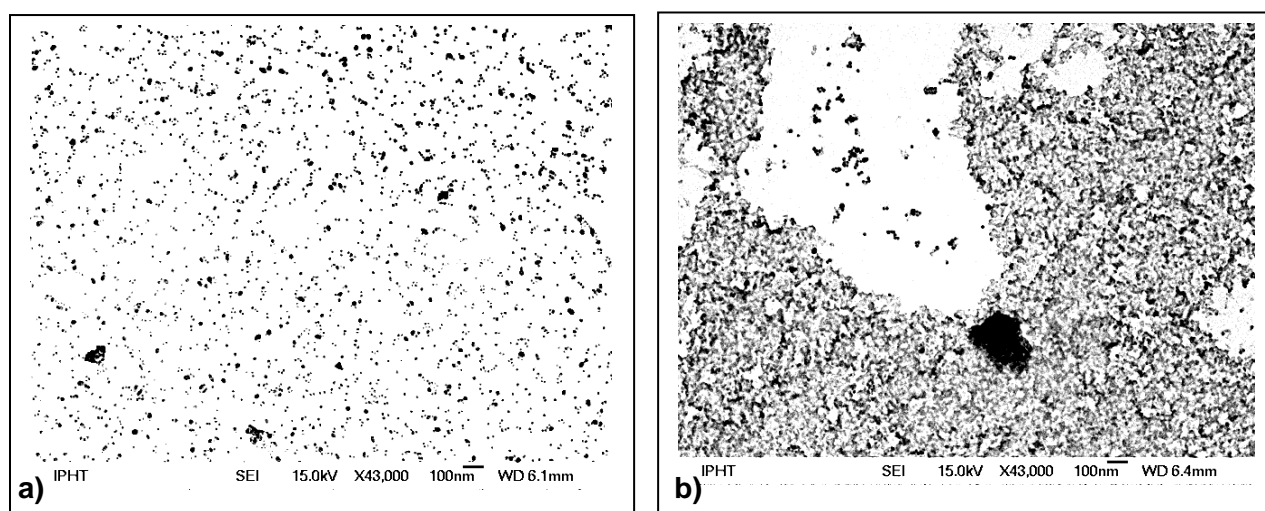 IPHT SEI 15.0kV X43,000 100nm WD 6.1mm
a)
IPHT SEI 15.0kV X43,000 100nm WD 6.4mm
b)